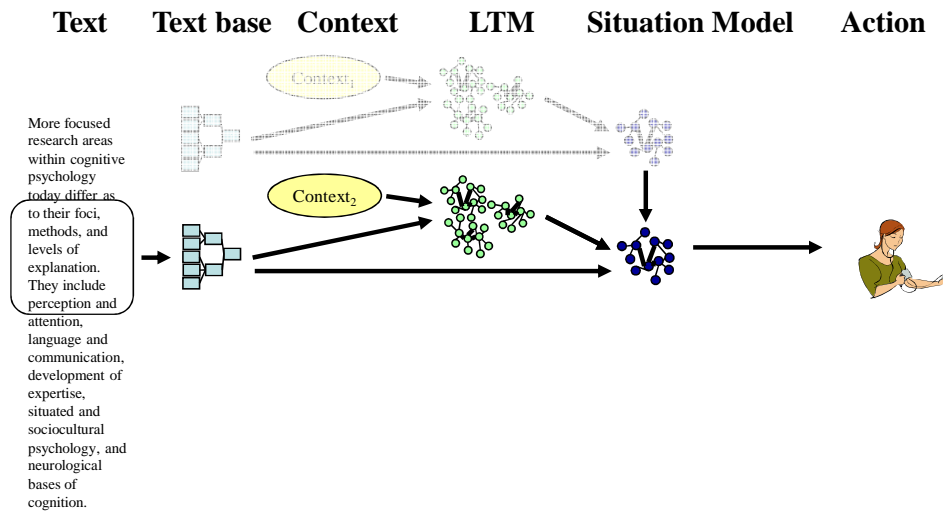 Text Text base Context LTM Situation Model Action
Context1
More focused
research areas
within cognitive
psychology
today differ as
to their foci,
methods, and
levels of
explanation.
They include
perception and
attention,
language and
communication,
development of
expertise,
situated and
sociocultural
psychology, and
neurological
bases of
cognition.
Context2